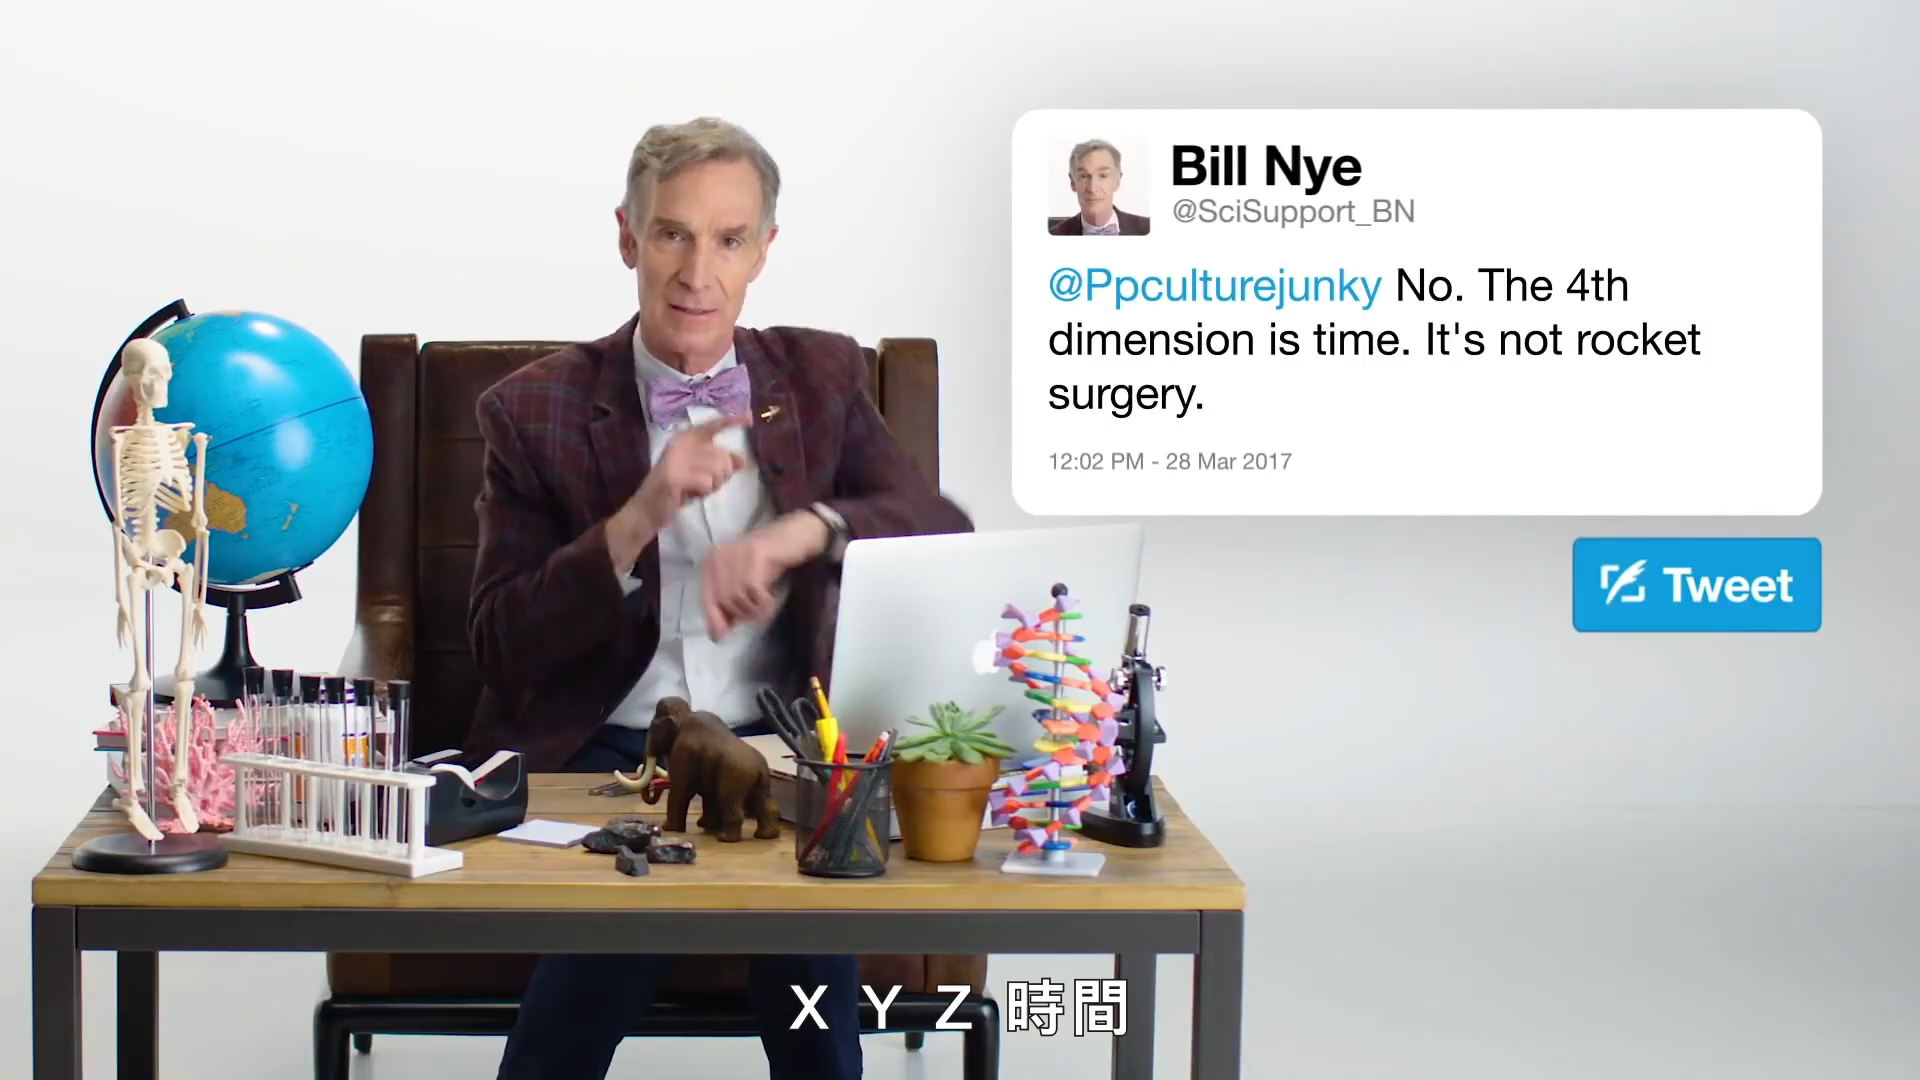 Bill Nye
@SciSupport_BN
@Ppculturejunky No. The 4th
dimension is time. It's not rocket
surgery.
12:02 PM - 28 Mar 2017
Tweet
X Y Z 時間